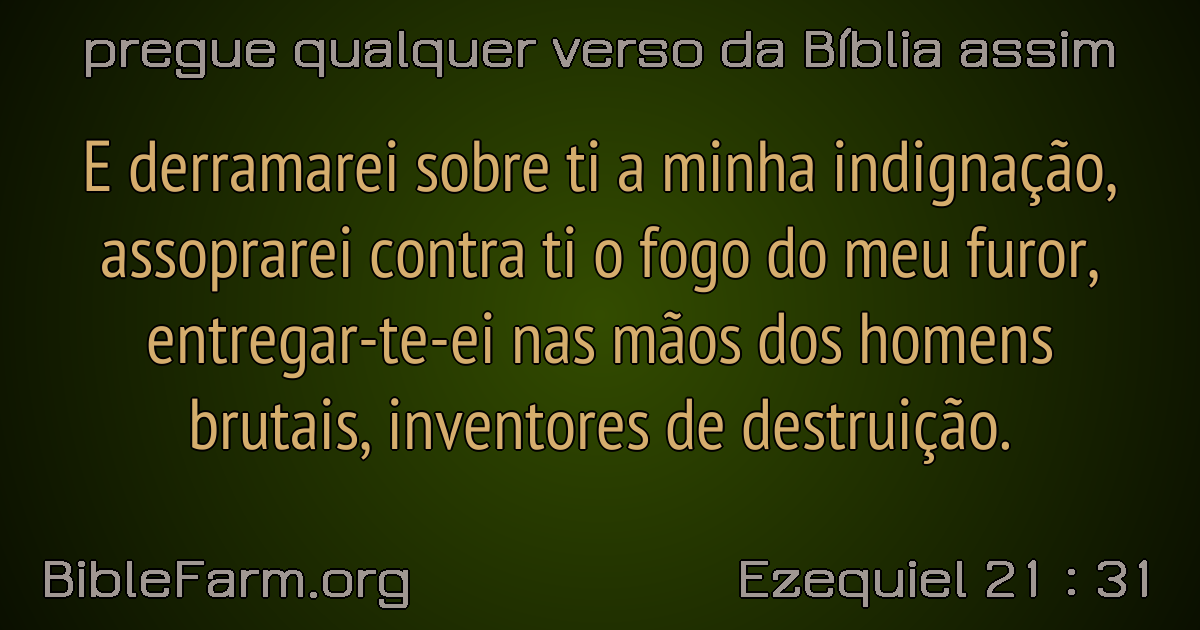 pregue qualquer verso da Bíblia assim
E derramarei sobre ti a minha indignação,
assoprarei contra ti o fogo do meu furor,
entregar-te-ei nas mãos dos homens
brutais, inventores de destruição.
BibleFarm.org
Ezequiel 21 : 31